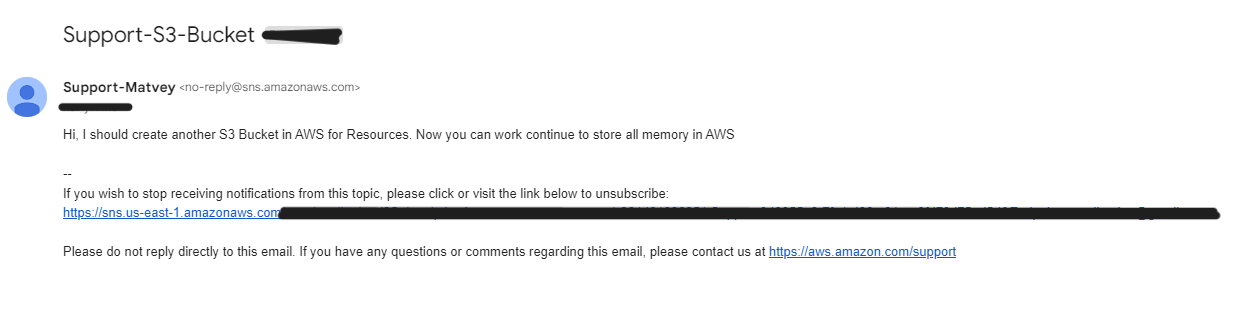 Support-S3-Bucket
Support-Matvey <no-reply@sns.amazonaws.com>
Hi, I should create another S3 Bucket in AWS for Resources. Now you can work continue to store all memory in AWS
--
If you wish to stop receiving notifications from this topic, please click or visit the link below to unsubscribe:
https://sns.us-east-1.amazonaws.com
Please do not reply directly to this email. If you have any questions or comments regarding this email, please contact us at https://aws.amazon.com/support